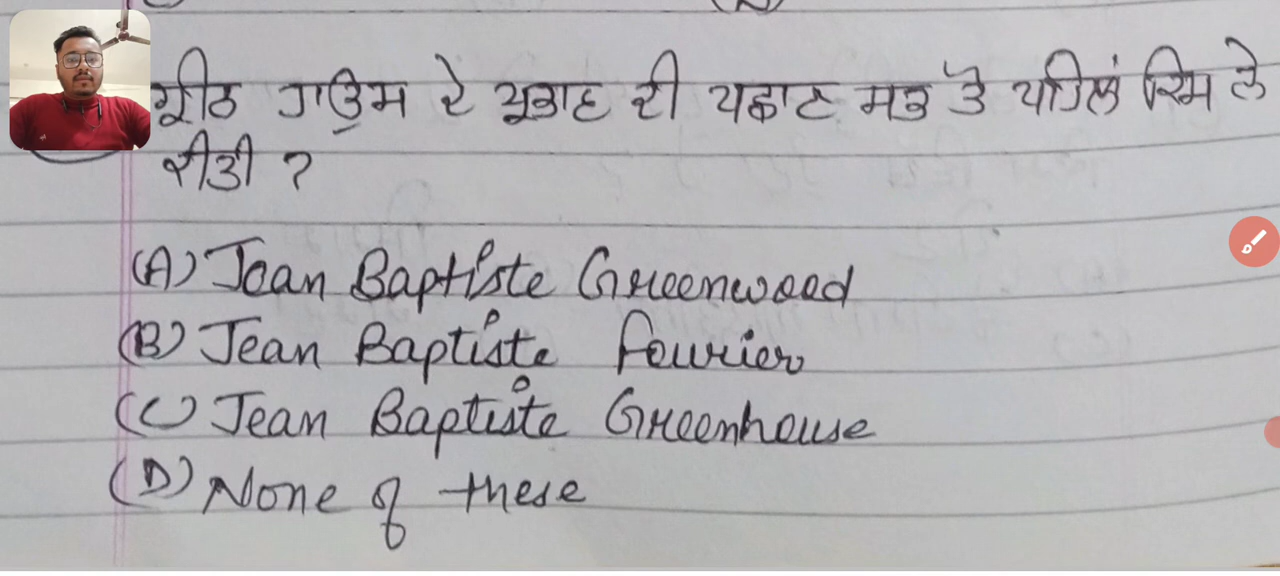 ਗ੍ਰੀਨ ਹਾਊਸ ਦੇ ਪ੍ਰਭਾਵ ਦੀ ਪਛਾਣ ਸਭ ਤੋਂ ਪਹਿਲਾਂ ਕਿਸ ਨੇ
ਕੀਤੀ ?
(A) Jean Baptiste Greenwood
(B) Jean Baptiste Fourier
(C) Jean Baptiste Greenhouse
(D) None of these